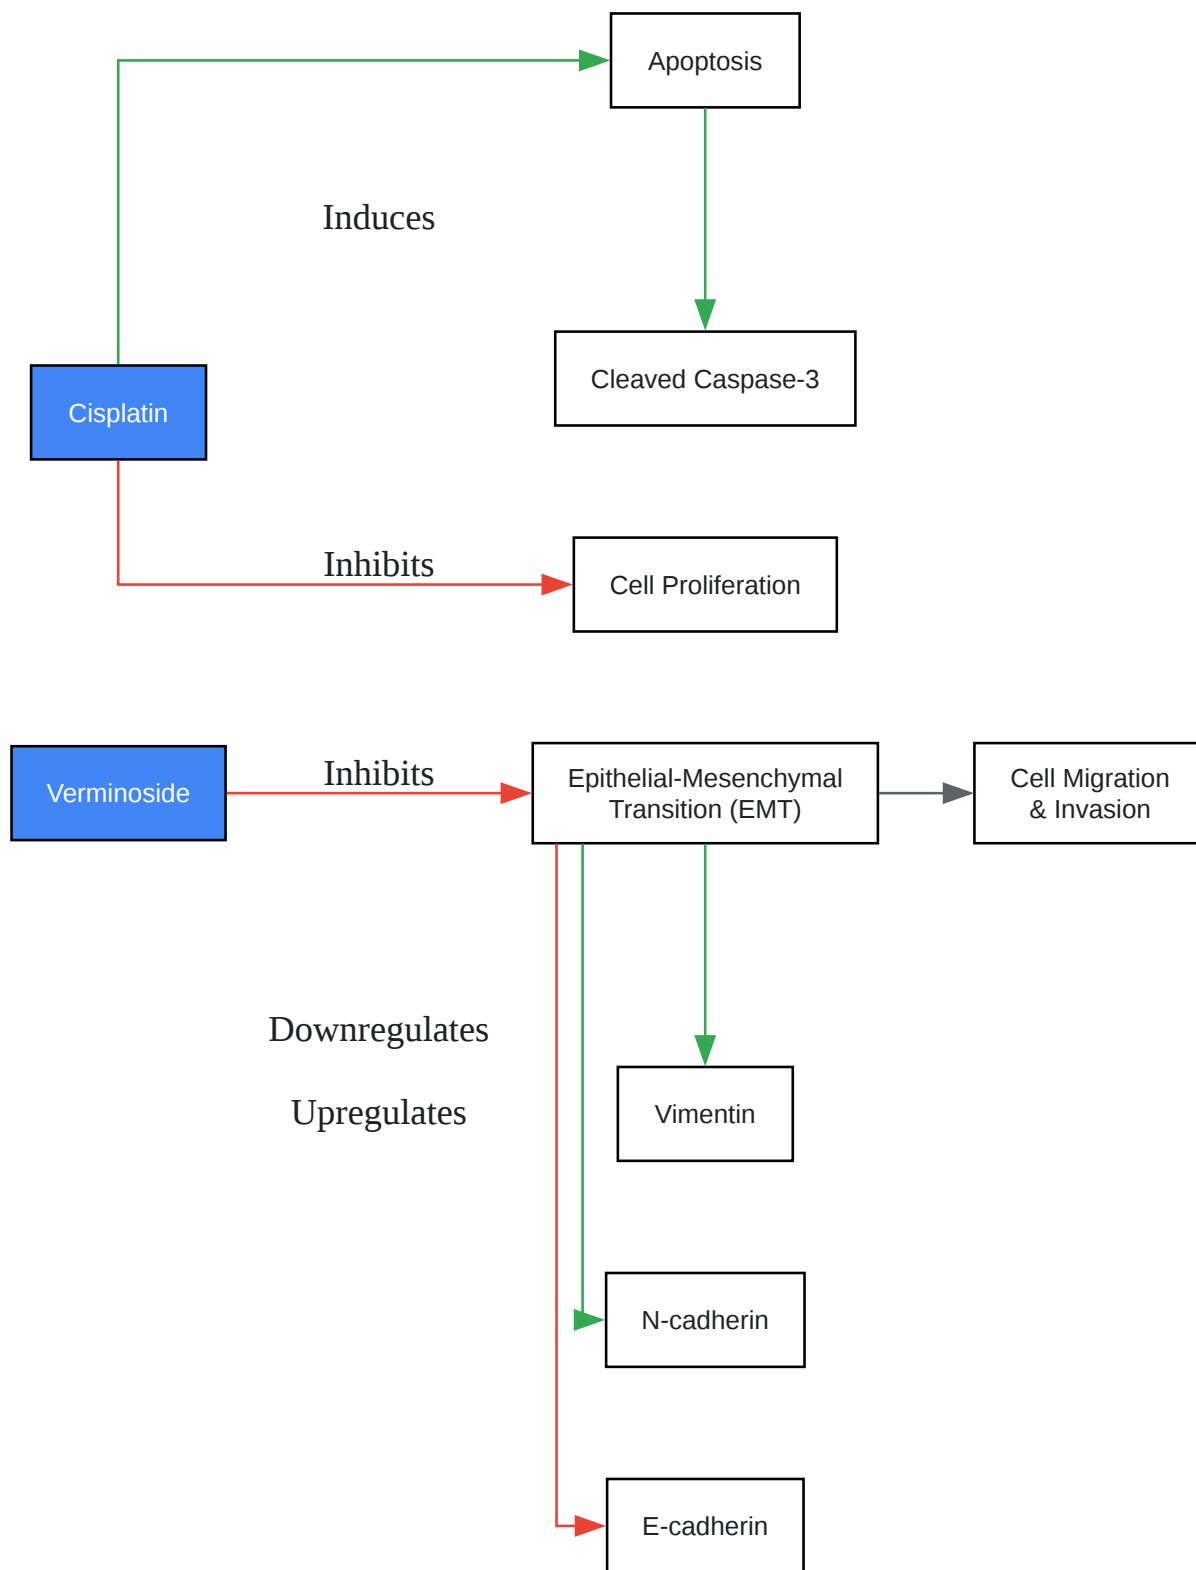 Apoptosis
Induces
Cleaved Caspase-3
Cisplatin
Inhibits
Cell Proliferation
Verminoside
Inhibits
Epithelial-Mesenchymal
Transition (EMT)
Cell Migration
& Invasion
Downregulates
Upregulates
Vimentin
N-cadherin
E-cadherin